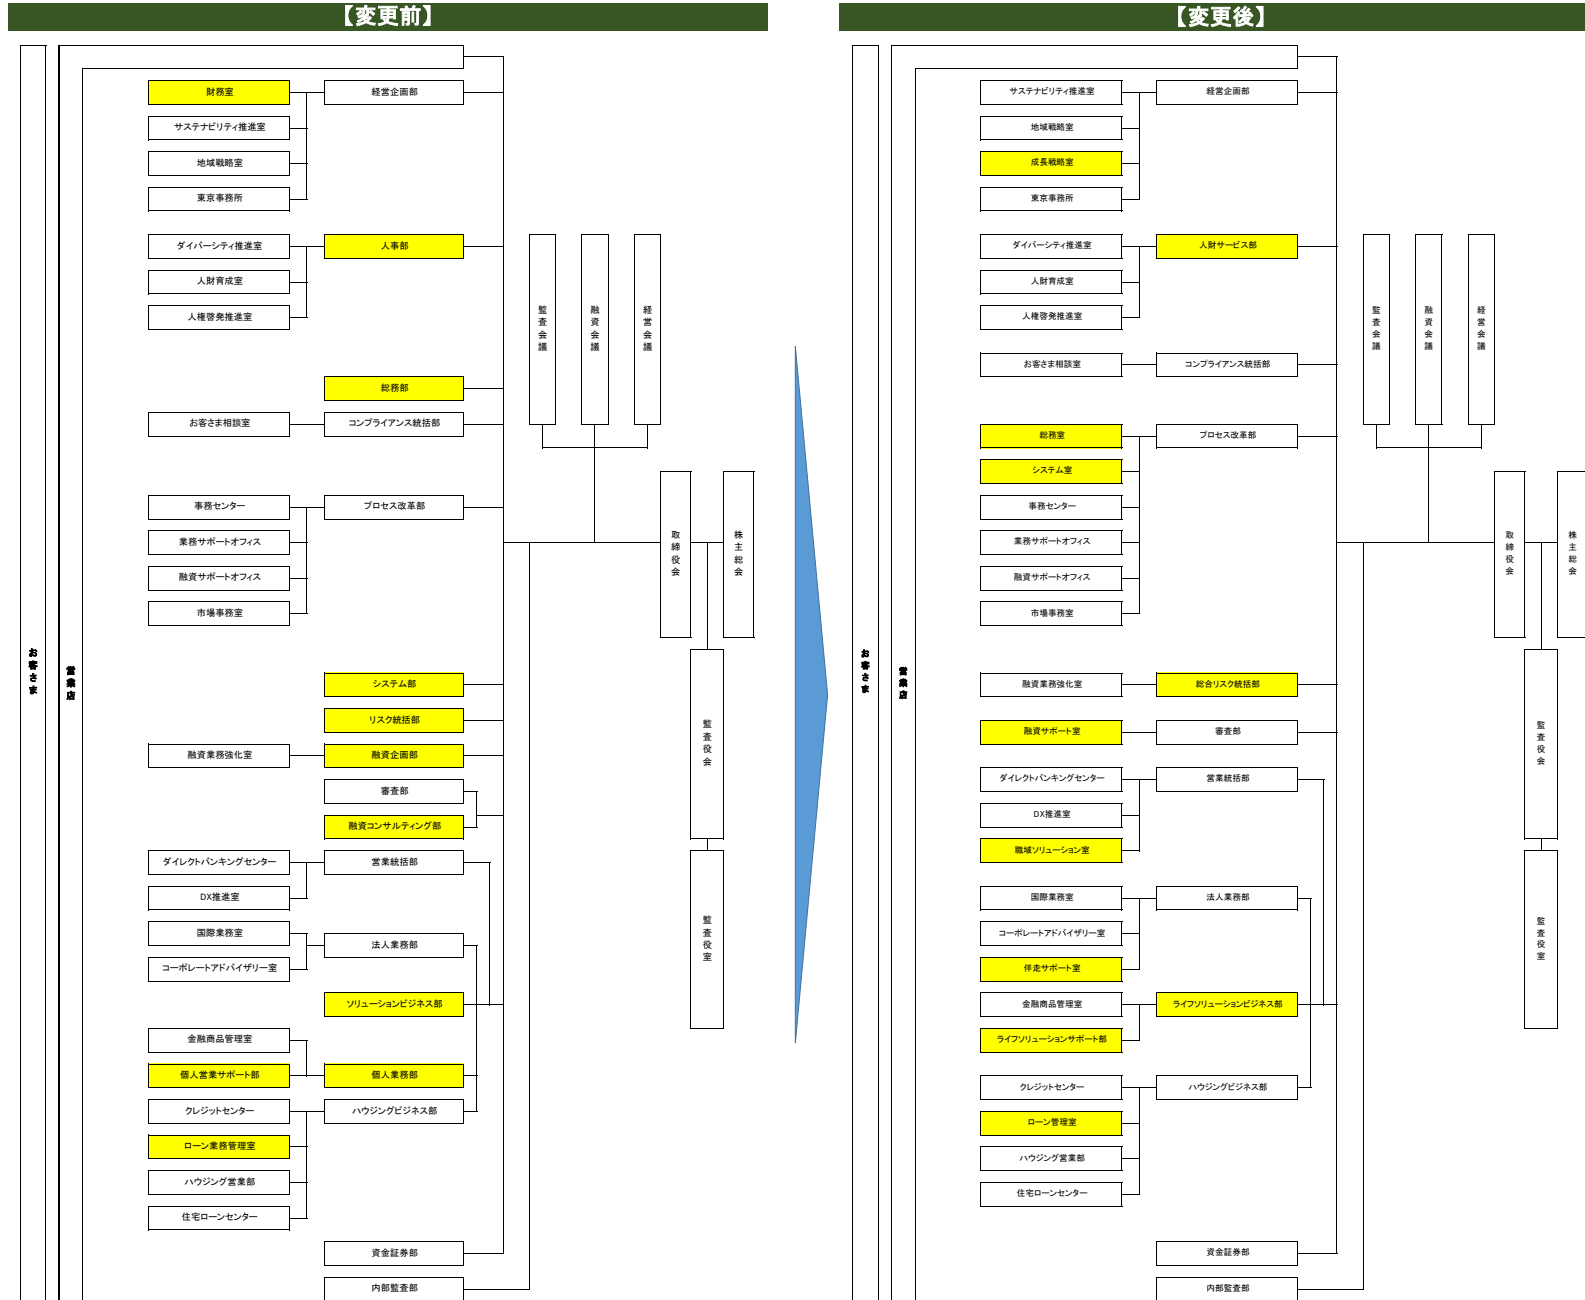 【変更前】
財務室
経営企画部
サステナビリティ推進室
地域戦略室
東京事務所
ダイバーシティ推進室
人事部
人財育成室
人権啓発推進室
総務部
お客さま相談室
コンプライアンス統括部
事務センター
プロセス改革部
業務サポートオフィス
融資サポートオフィス
市場事務室
システム部
リスク統括部
融資業務強化室
融資企画部
審査部
融資コンサルティング部
ダイレクトバンキングセンター
営業統括部
DX推進室
国際業務室
法人業務部
コーポレートアドバイザリー室
ソリューションビジネス部
金融商品管理室
個人営業サポート部
個人業務部
クレジットセンター
ハウジングビジネス部
ローン業務管理室
ハウジング営業部
住宅ローンセンター
資金証券部
内部監査部
お客さま
営業店
監査会議
融資会議
経営会議
取締役会
株主総会
監査役会
監査役室
【変更後】
サステナビリティ推進室
経営企画部
地域戦略室
成長戦略室
東京事務所
ダイバーシティ推進室
人財サービス部
人財育成室
人権啓発推進室
お客さま相談室
コンプライアンス統括部
総務室
プロセス改革部
システム室
事務センター
業務サポートオフィス
融資サポートオフィス
市場事務室
融資業務強化室
総合リスク統括部
融資サポート室
審査部
ダイレクトバンキングセンター
営業統括部
DX推進室
職域ソリューション室
国際業務室
法人業務部
コーポレートアドバイザリー室
伴走サポート室
金融商品管理室
ライフソリューションビジネス部
ライフソリューションサポート部
クレジットセンター
ハウジングビジネス部
ローン管理室
ハウジング営業部
住宅ローンセンター
資金証券部
内部監査部
お客さま
営業店
監査会議
融資会議
経営会議
取締役会
株主総会
監査役会
監査役室